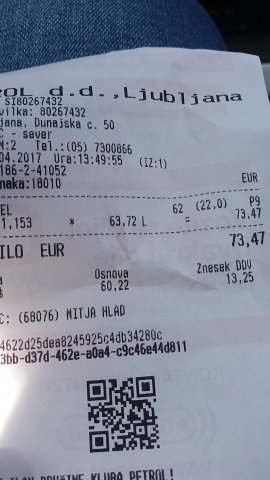 ROL d.d.,Ljubljana
SI80267432
vilka: 80267432
jana, Dunajska c. 50
C - sever
N:2 Tel.:(05) 7300866
.04.2017 Ura:13:49:55 (IZ:1)
186-2-41052
naka:18010 EUR
EL 62 (22,0) P9
1,153 * 63,72 L = 73,47
ILO EUR 73,47
a Osnova Znesek DDV
% 60,22 13,25
C: (68076) MITJA HLAD
4622d25dea8245925c4db34280c
3bb-d37d-462e-a0a4-c9c46e44d811
ČLAN DRUŽINE KLUBA PETROL!